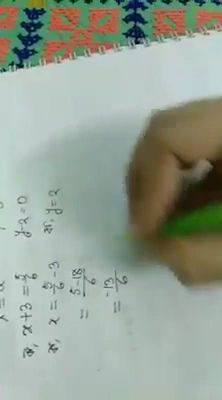 বা, x + 3 = 5/6    y-2=0
বা, x = 5/6 - 3    বা, y=2
= 5-18/6
= -13/6